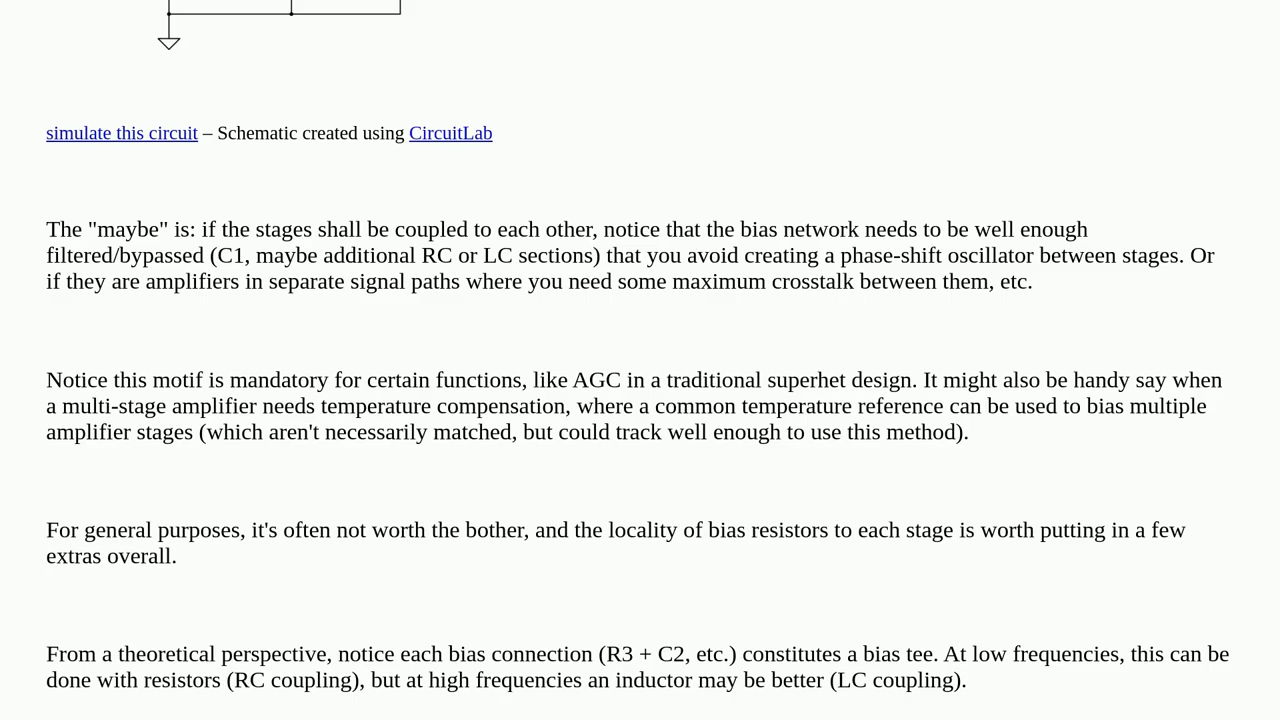 simulate this circuit – Schematic created using CircuitLab
The "maybe" is: if the stages shall be coupled to each other, notice that the bias network needs to be well enough
filtered/bypassed (C1, maybe additional RC or LC sections) that you avoid creating a phase-shift oscillator between stages. Or
if they are amplifiers in separate signal paths where you need some maximum crosstalk between them, etc.
Notice this motif is mandatory for certain functions, like AGC in a traditional superhet design. It might also be handy say when
a multi-stage amplifier needs temperature compensation, where a common temperature reference can be used to bias multiple
amplifier stages (which aren't necessarily matched, but could track well enough to use this method).
For general purposes, it's often not worth the bother, and the locality of bias resistors to each stage is worth putting in a few
extras overall.
From a theoretical perspective, notice each bias connection (R3 + C2, etc.) constitutes a bias tee. At low frequencies, this can be
done with resistors (RC coupling), but at high frequencies an inductor may be better (LC coupling).